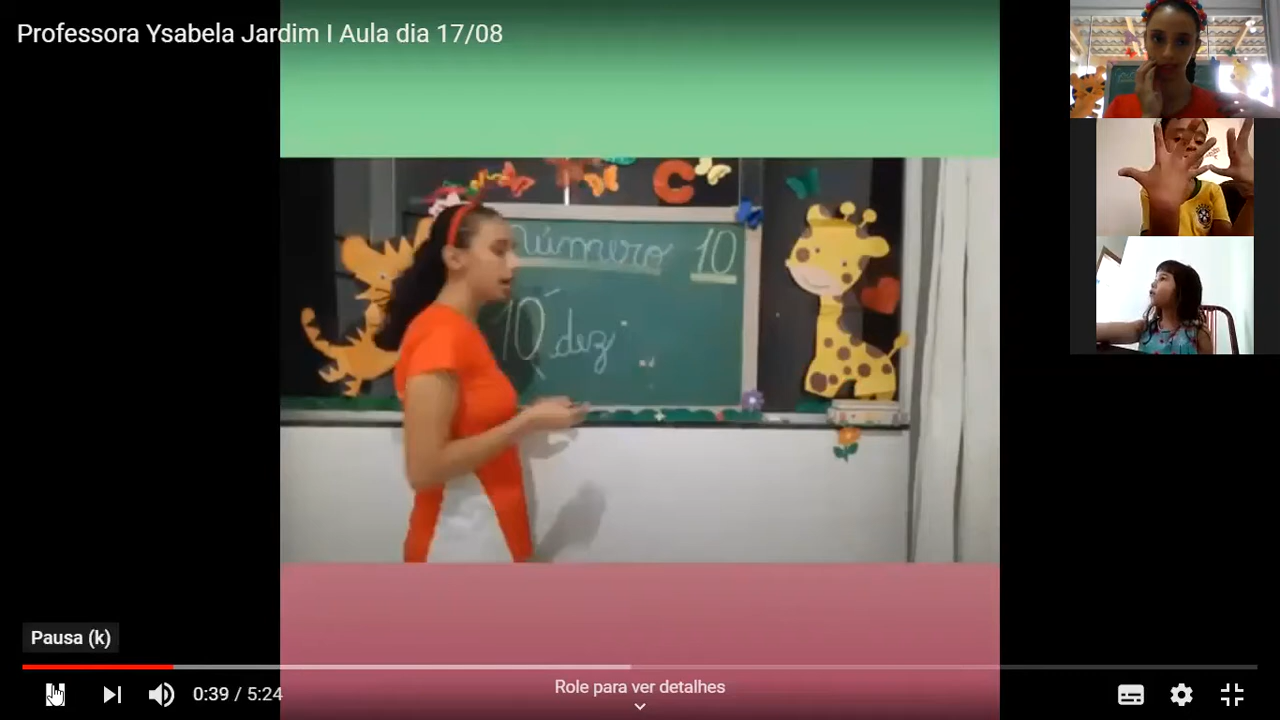 Professora Ysabela Jardim I Aula dia 17/08
número 10
10 dez
C
Pausa (k)
0:39 / 5:24
Role para ver detalhes